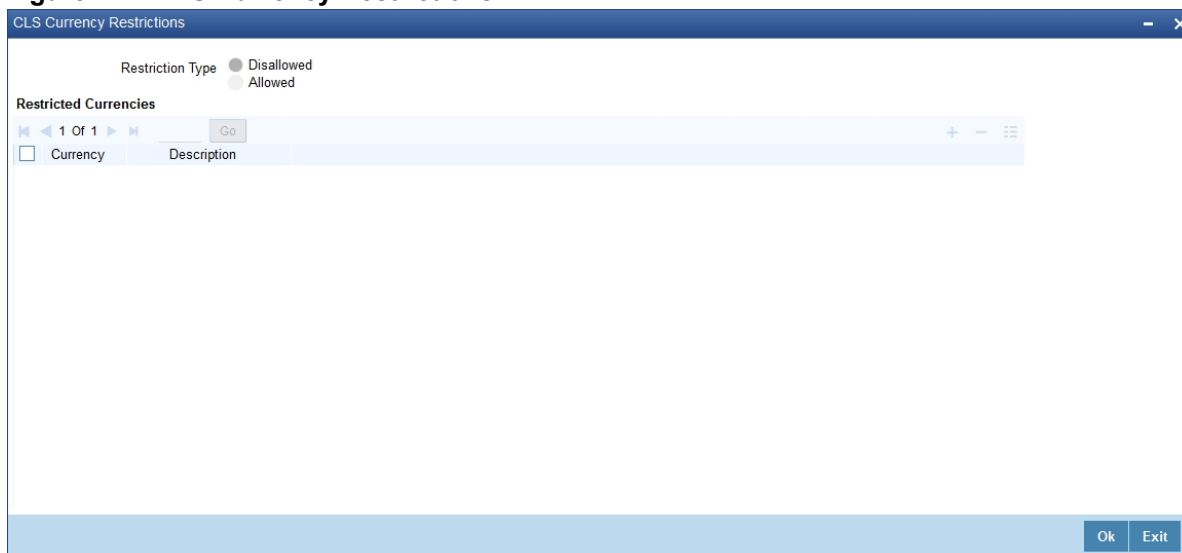 CLS Currency Restrictions
Restriction Type Disallowed
Allowed
Restricted Currencies
1 Of 1 Go
Currency Description
Ok Exit